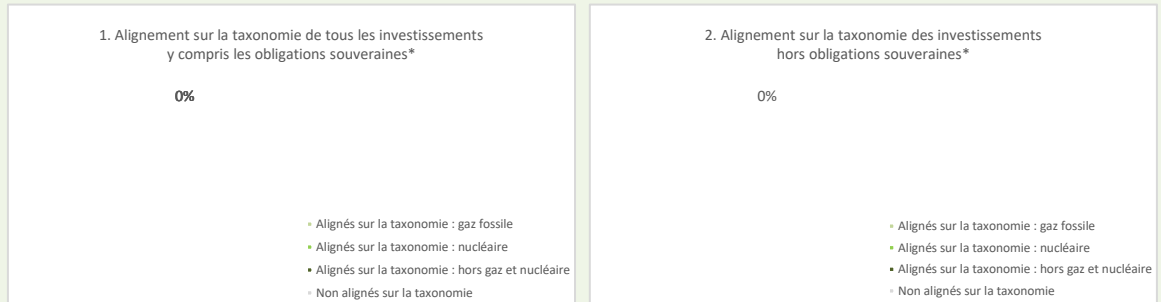 1. Alignement sur la taxonomie de tous les investissements
y compris les obligations souveraines*
0%
Alignés sur la taxonomie : gaz fossile
Alignés sur la taxonomie : nucléaire
Alignés sur la taxonomie : hors gaz et nucléaire
Non alignés sur la taxonomie
2. Alignement sur la taxonomie des investissements
hors obligations souveraines*
0%
Alignés sur la taxonomie : gaz fossile
Alignés sur la taxonomie : nucléaire
Alignés sur la taxonomie : hors gaz et nucléaire
Non alignés sur la taxonomie